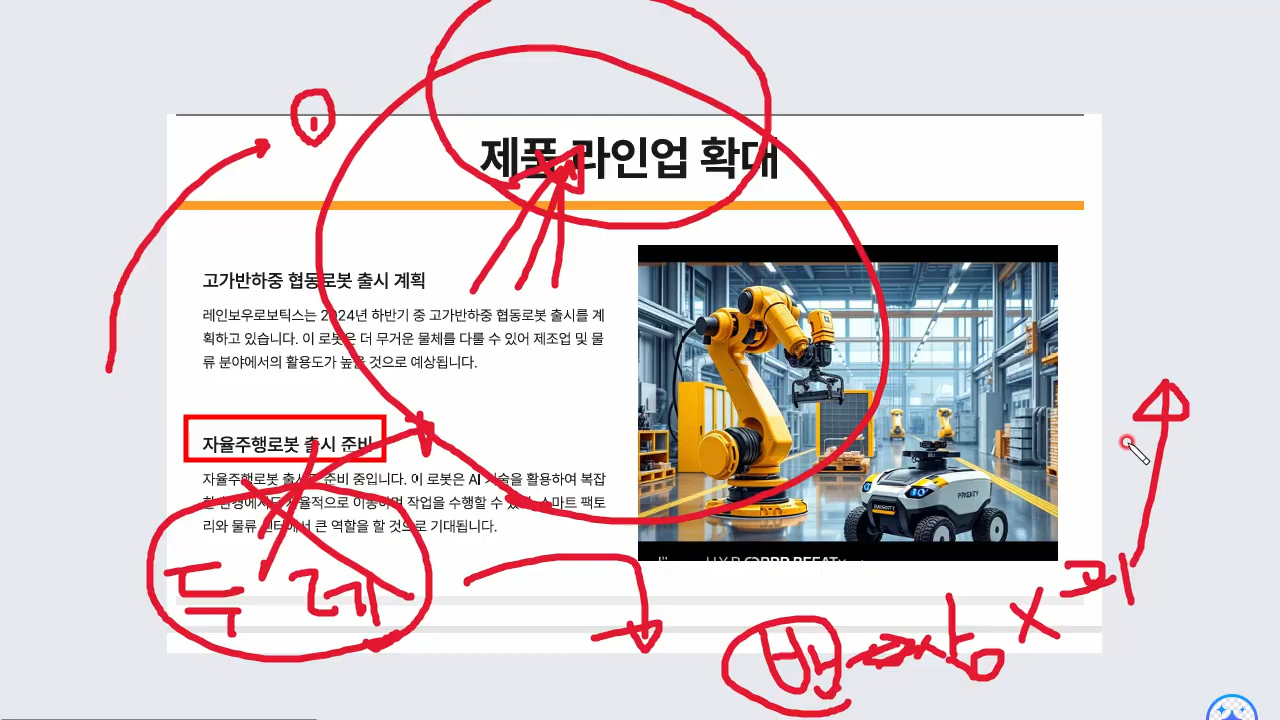 제품 라인업 확대
고가반하중 협동로봇 출시 계획
레인보우로보틱스는 2024년 하반기 중 고가반하중 협동로봇 출시를 계
획하고 있습니다. 이 로봇은 더 무거운 물체를 다룰 수 있어 제조업 및 물
류 분야에서의 활용도가 높은 것으로 예상됩니다.
자율주행로봇 출시 준비
자율주행로봇 출시도 준비 중입니다. 이 로봇은 AI 기술을 활용하여 복잡
한 환경에서도 자율적으로 이동하며 작업을 수행할 수 있어 스마트 팩토
리와 물류 센터에서 큰 역할을 할 것으로 기대됩니다.
PREATY
두 레
상 X